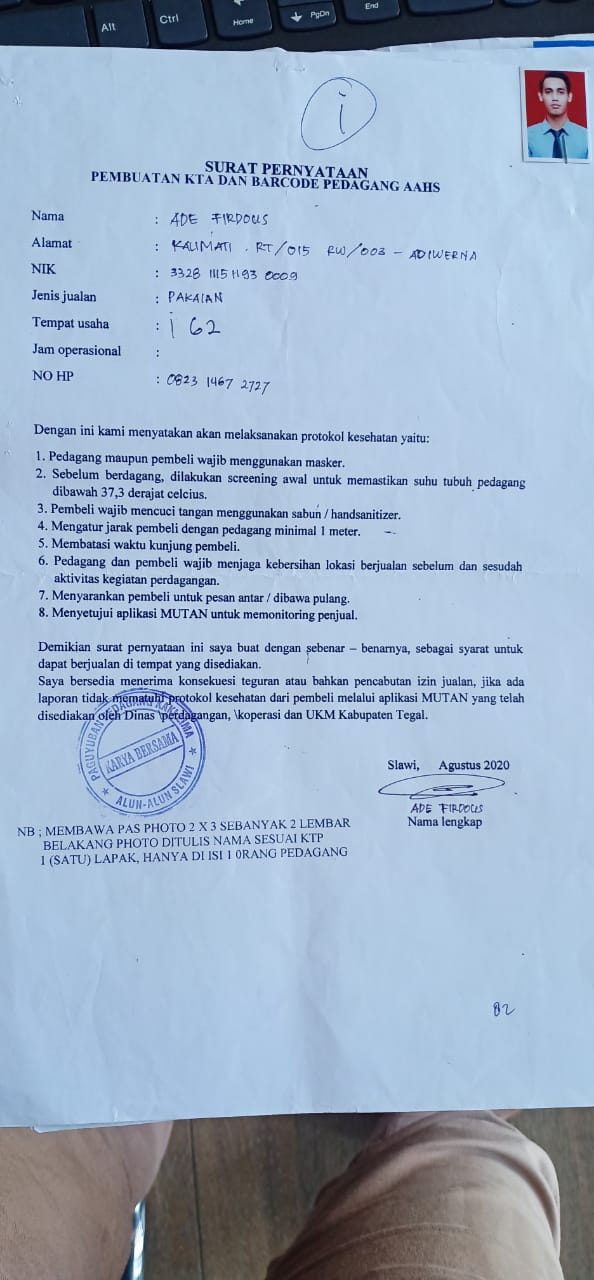 Alt
Ctrl
Home
PgDn
End
i
SURAT PERNYATAAN
PEMBUATAN KTA DAN BARCODE PEDAGANG AAHS
Nama : ADE FIRDOUS
Alamat : KALIMATI . RT/015 RW/003 - ADIWERNA
NIK : 3328 1115 1193 0009
Jenis jualan : PAKAIAN
Tempat usaha : i 62
Jam operasional :
NO HP : 0823 1467 2727
Dengan ini kami menyatakan akan melaksanakan protokol kesehatan yaitu:
1. Pedagang maupun pembeli wajib menggunakan masker.
2. Sebelum berdagang, dilakukan screening awal untuk memastikan suhu tubuh pedagang
dibawah 37,3 derajat celcius.
3. Pembeli wajib mencuci tangan menggunakan sabun / handsanitizer.
4. Mengatur jarak pembeli dengan pedagang minimal 1 meter.
5. Membatasi waktu kunjung pembeli.
6. Pedagang dan pembeli wajib menjaga kebersihan lokasi berjualan sebelum dan sesudah
aktivitas kegiatan perdagangan.
7. Menyarankan pembeli untuk pesan antar / dibawa pulang.
8. Menyetujui aplikasi MUTAN untuk memonitoring penjual.
Demikian surat pernyataan ini saya buat dengan sebenar – benarnya, sebagai syarat untuk
dapat berjualan di tempat yang disediakan.
Saya bersedia menerima konsekuesi teguran atau bahkan pencabutan izin jualan, jika ada
laporan tidak mematuhi protokol kesehatan dari pembeli melalui aplikasi MUTAN yang telah
disediakan oleh Dinas \perdagangan, \koperasi dan UKM Kabupaten Tegal.
PAGUYUBAN PEDAGANG KAKI LIMA
KARYA BERSAMA
ALUN-ALUN SLAWI
Slawi, Agustus 2020
ADE FIRDOUS
Nama lengkap
NB ; MEMBAWA PAS PHOTO 2 X 3 SEBANYAK 2 LEMBAR
BELAKANG PHOTO DITULIS NAMA SESUAI KTP
1 (SATU) LAPAK, HANYA DI ISI 1 0RANG PEDAGANG
02